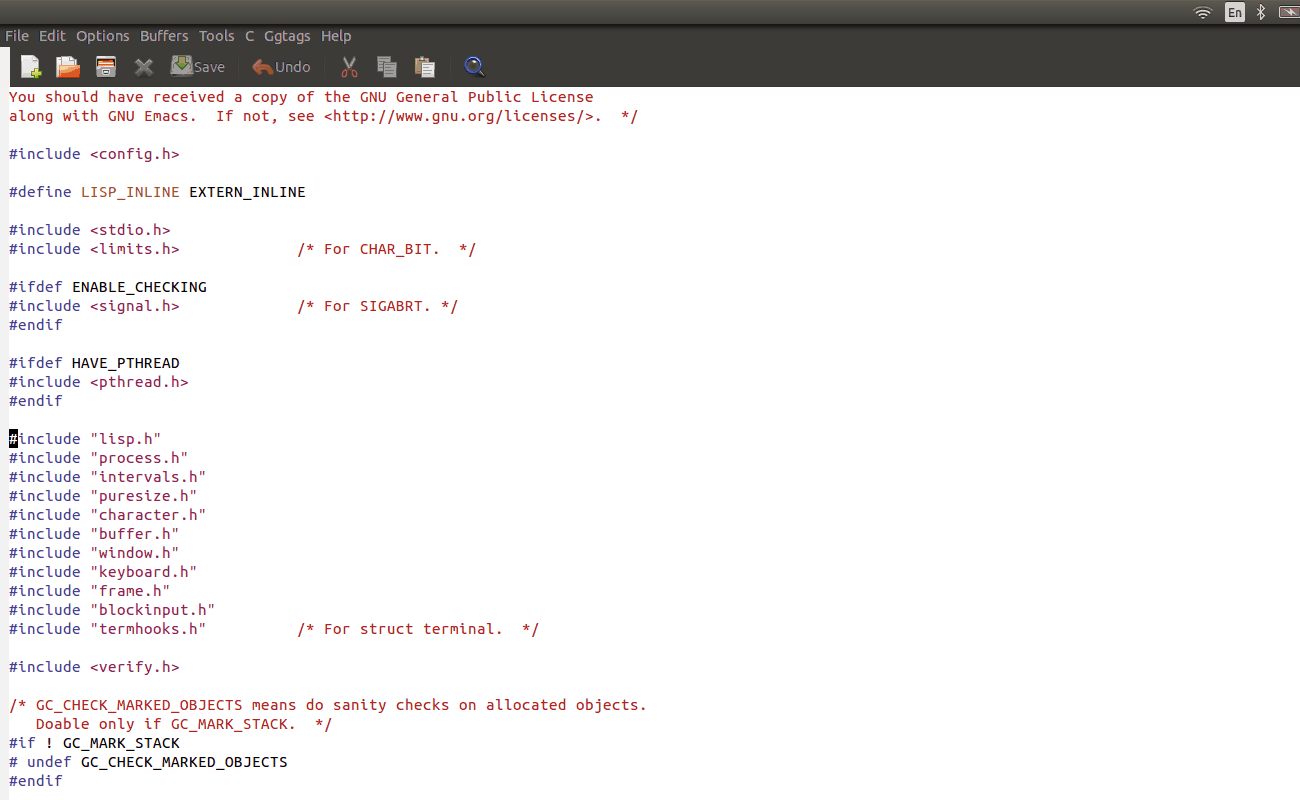 En
File Edit Options Buffers Tools C Ggtags Help
Save Undo
You should have received a copy of the GNU General Public License
along with GNU Emacs.  If not, see <http://www.gnu.org/licenses/>.  */
#include <config.h>
#define LISP_INLINE EXTERN_INLINE
#include <stdio.h>
#include <limits.h>             /* For CHAR_BIT.  */
#ifdef ENABLE_CHECKING
#include <signal.h>             /* For SIGABRT. */
#endif
#ifdef HAVE_PTHREAD
#include <pthread.h>
#endif
#include "lisp.h"
#include "process.h"
#include "intervals.h"
#include "puresize.h"
#include "character.h"
#include "buffer.h"
#include "window.h"
#include "keyboard.h"
#include "frame.h"
#include "blockinput.h"
#include "termhooks.h"          /* For struct terminal.  */
#include <verify.h>
/* GC_CHECK_MARKED_OBJECTS means do sanity checks on allocated objects.
   Doable only if GC_MARK_STACK.  */
#if ! GC_MARK_STACK
# undef GC_CHECK_MARKED_OBJECTS
#endif